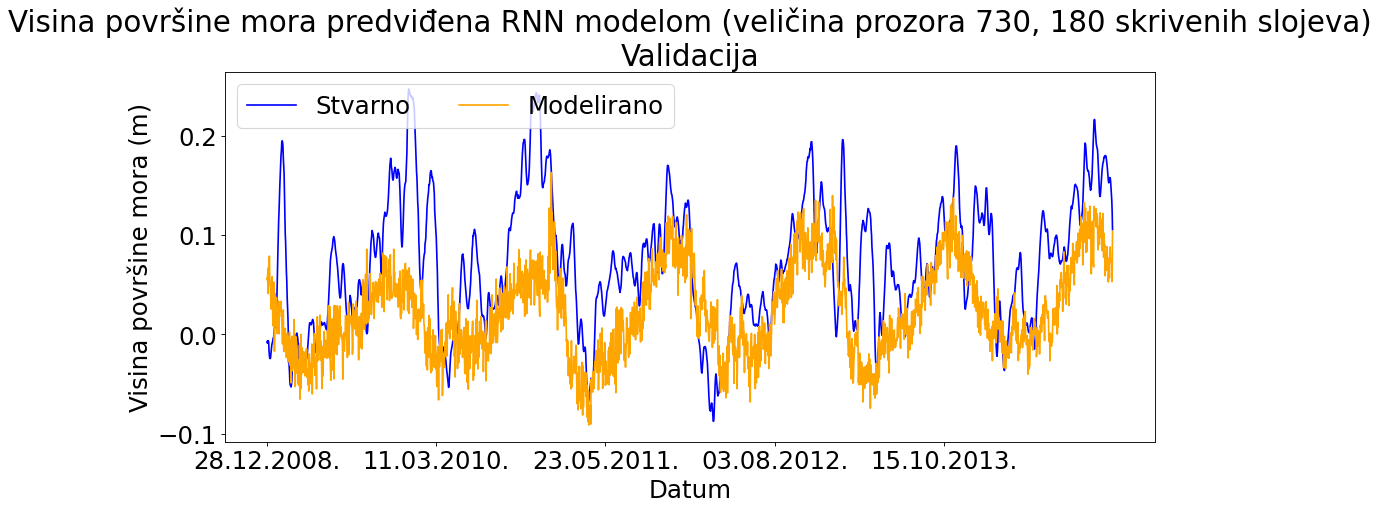 Visina površine mora predviđena RNN modelom (veličina prozora 730, 180 skrivenih slojeva)
Validacija
Stvarno Modelirano
Visina površine mora (m)
0.2
0.1
0.0
−0.1
28.12.2008. 11.03.2010. 23.05.2011. 03.08.2012. 15.10.2013.
Datum